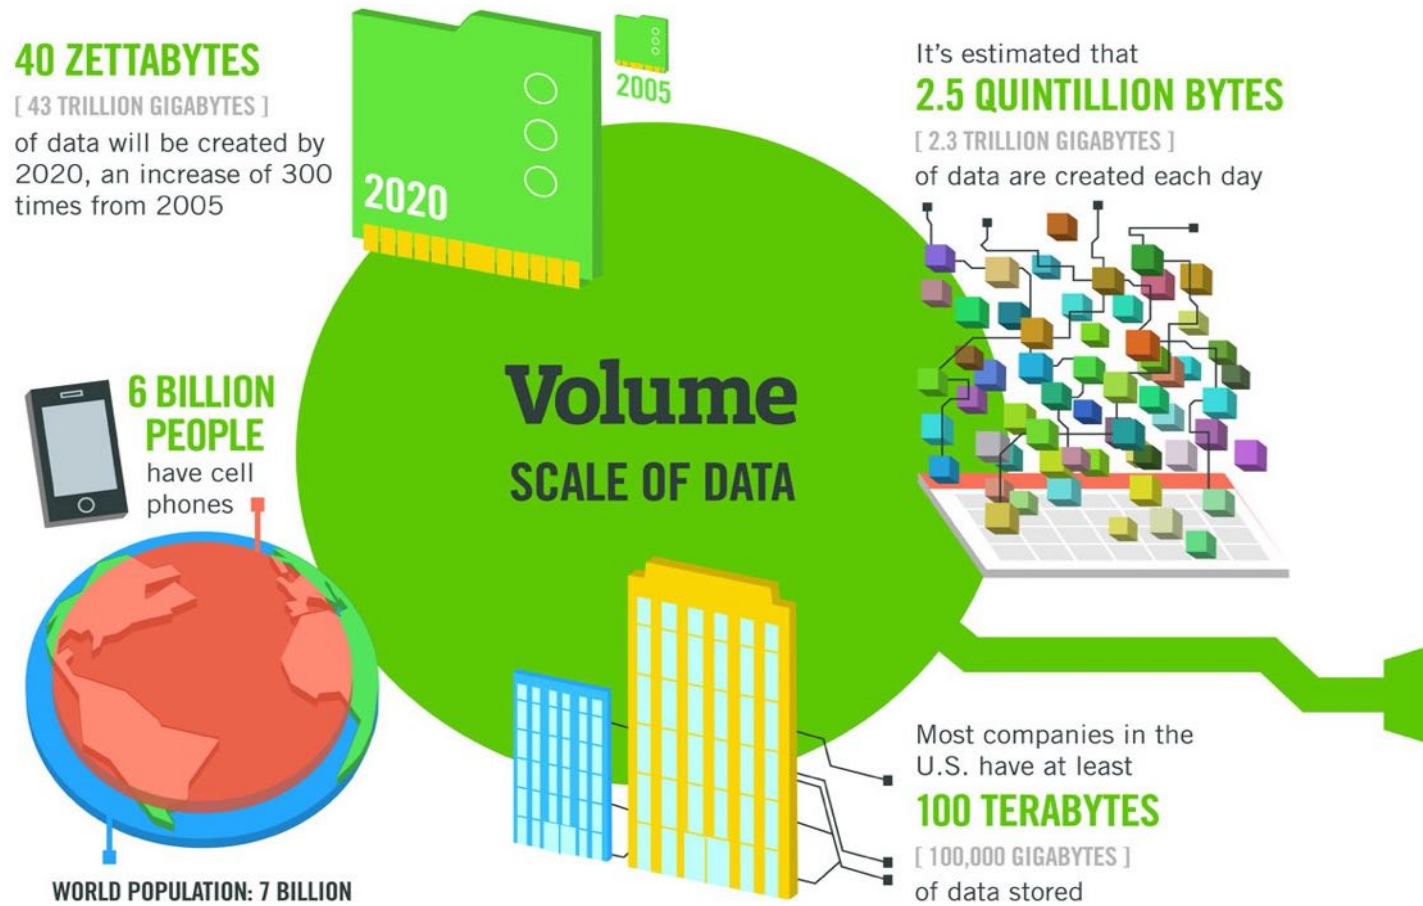 40 ZETTABYTES
[ 43 TRILLION GIGABYTES ]
of data will be created by
2020, an increase of 300
times from 2005
2020
2005
It’s estimated that
2.5 QUINTILLION BYTES
[ 2.3 TRILLION GIGABYTES ]
of data are created each day
6 BILLION
PEOPLE
have cell
phones
Volume
SCALE OF DATA
WORLD POPULATION: 7 BILLION
Most companies in the
U.S. have at least
100 TERABYTES
[ 100,000 GIGABYTES ]
of data stored